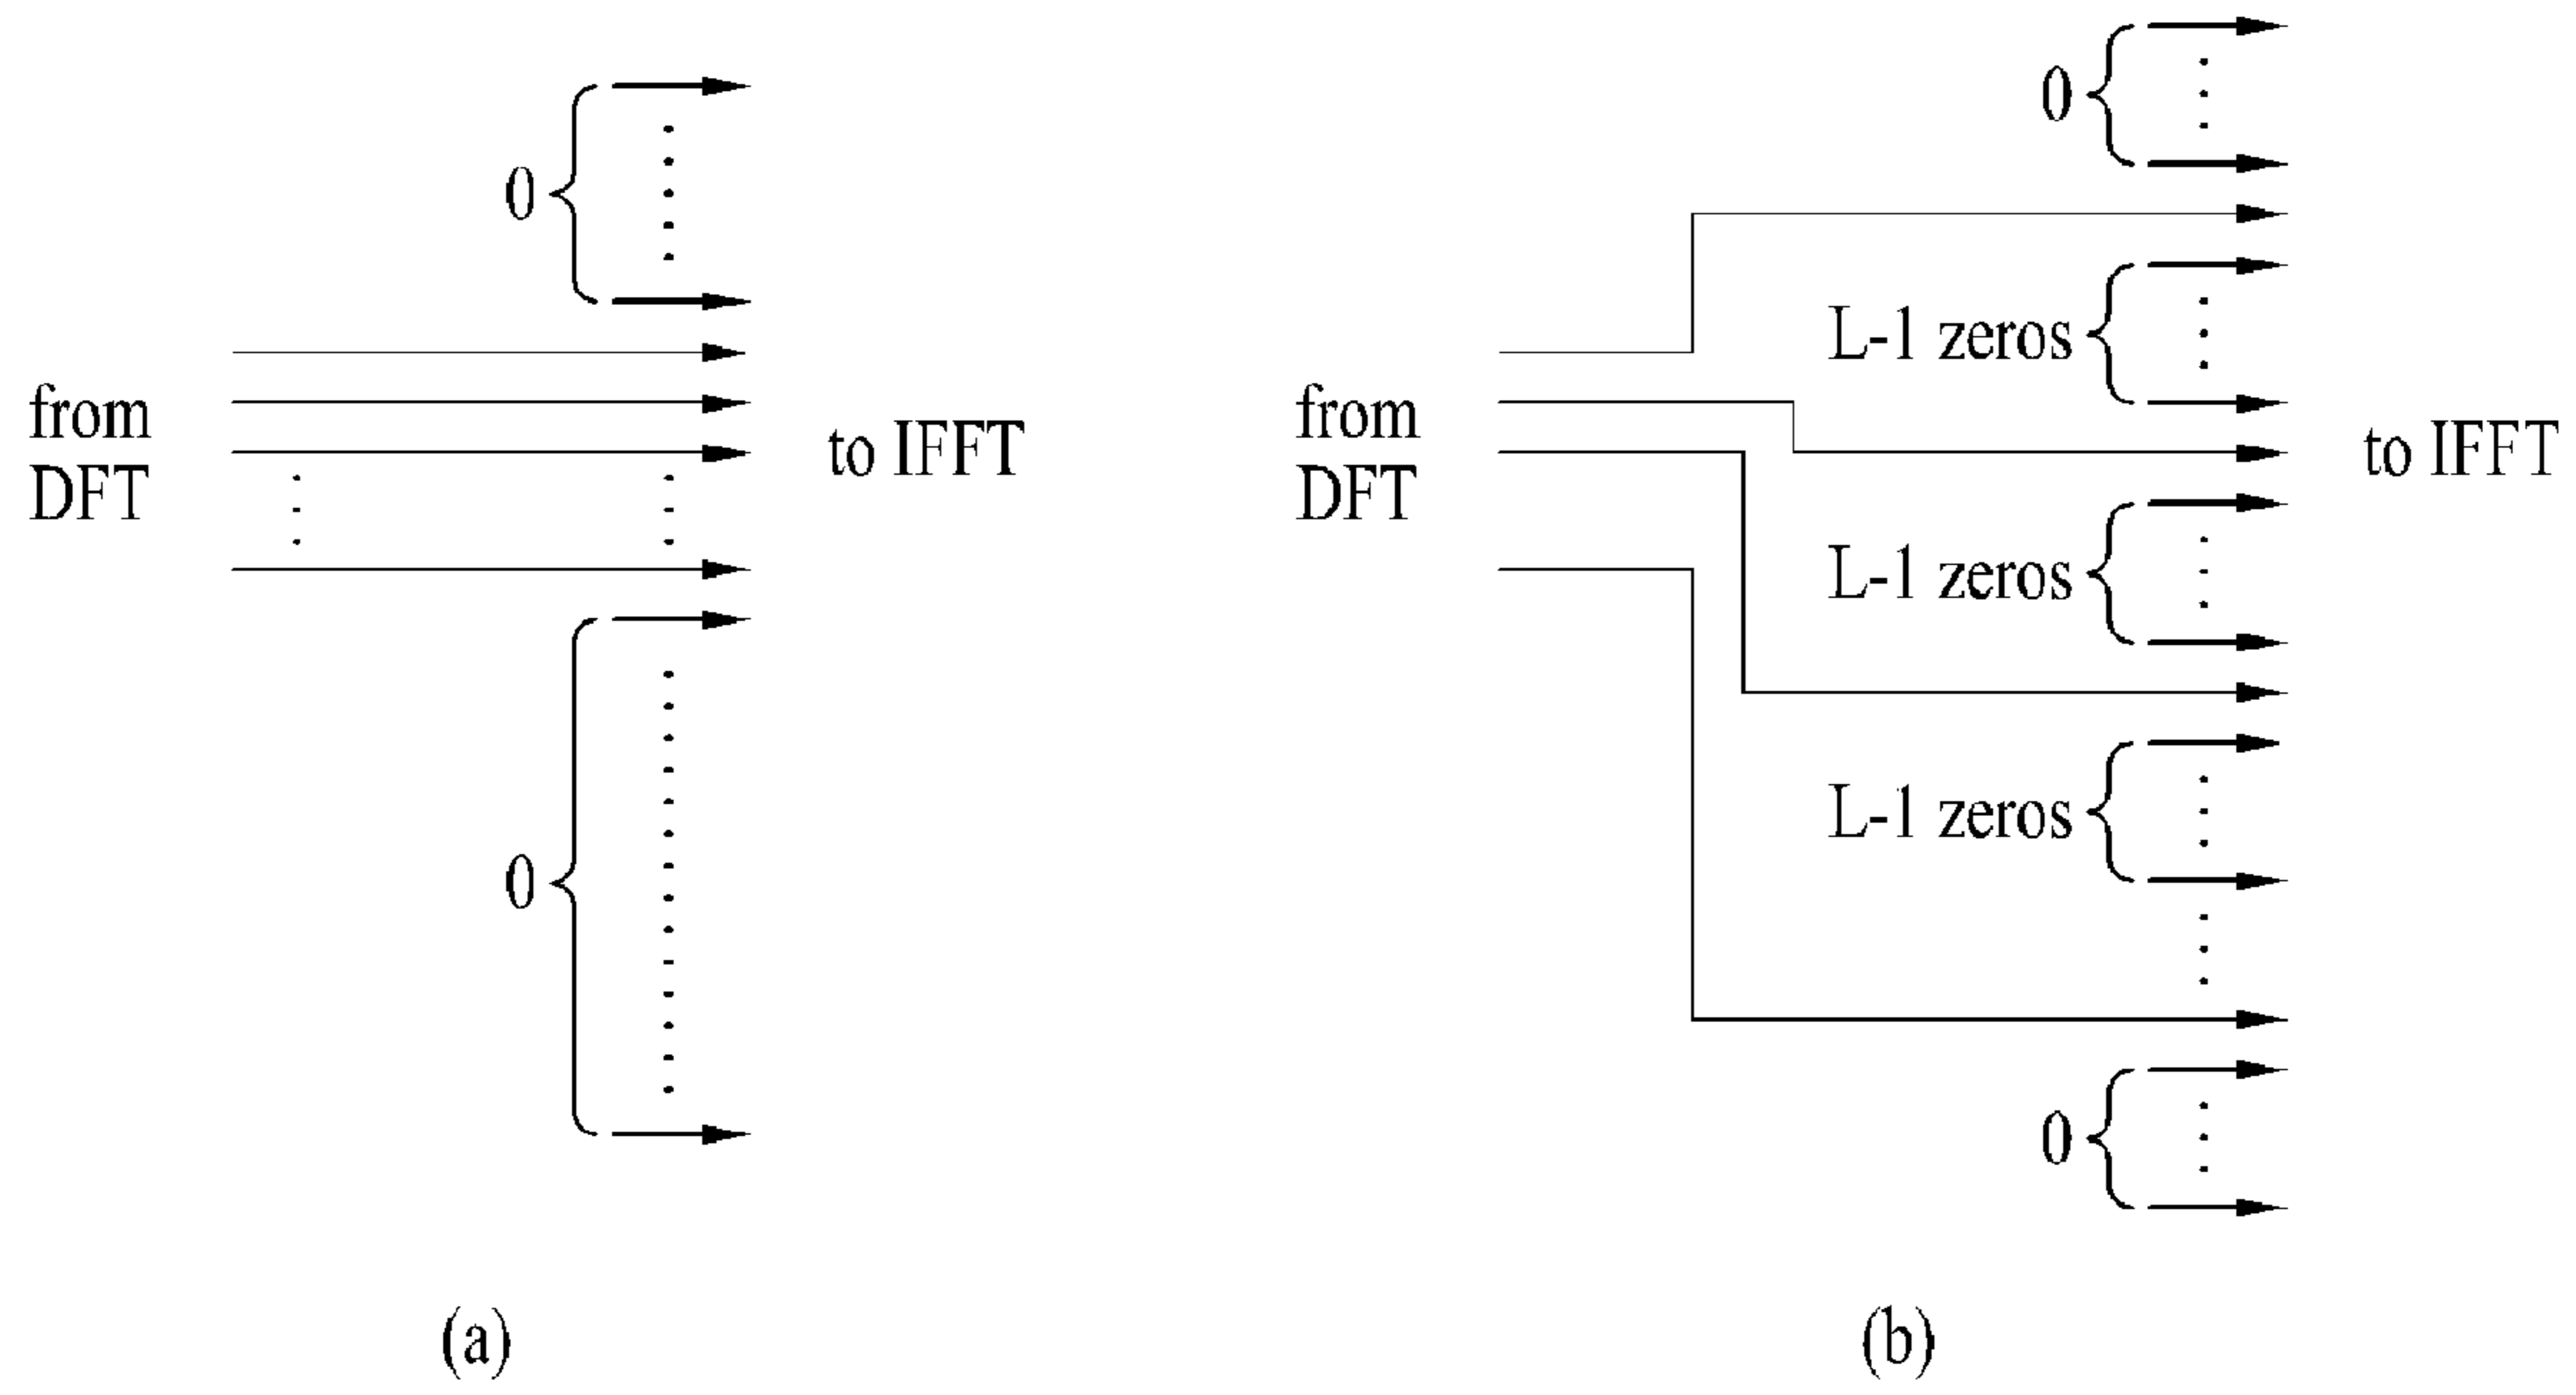 0
from
DFT
to IFFT
0
(a)
0
L-1 zeros
from
DFT
to IFFT
L-1 zeros
L-1 zeros
0
(b)